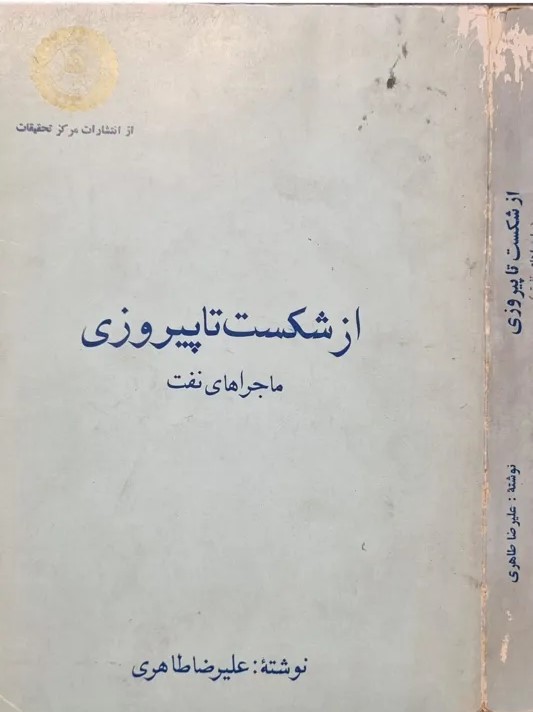 از انتشارات مرکز تحقیقات
از شکست تا پیروزی
ماجراهای نفت
نوشتهٔ: علیرضا طاهری
از شکست تا پیروزی
نوشتهٔ: علیرضا طاهری